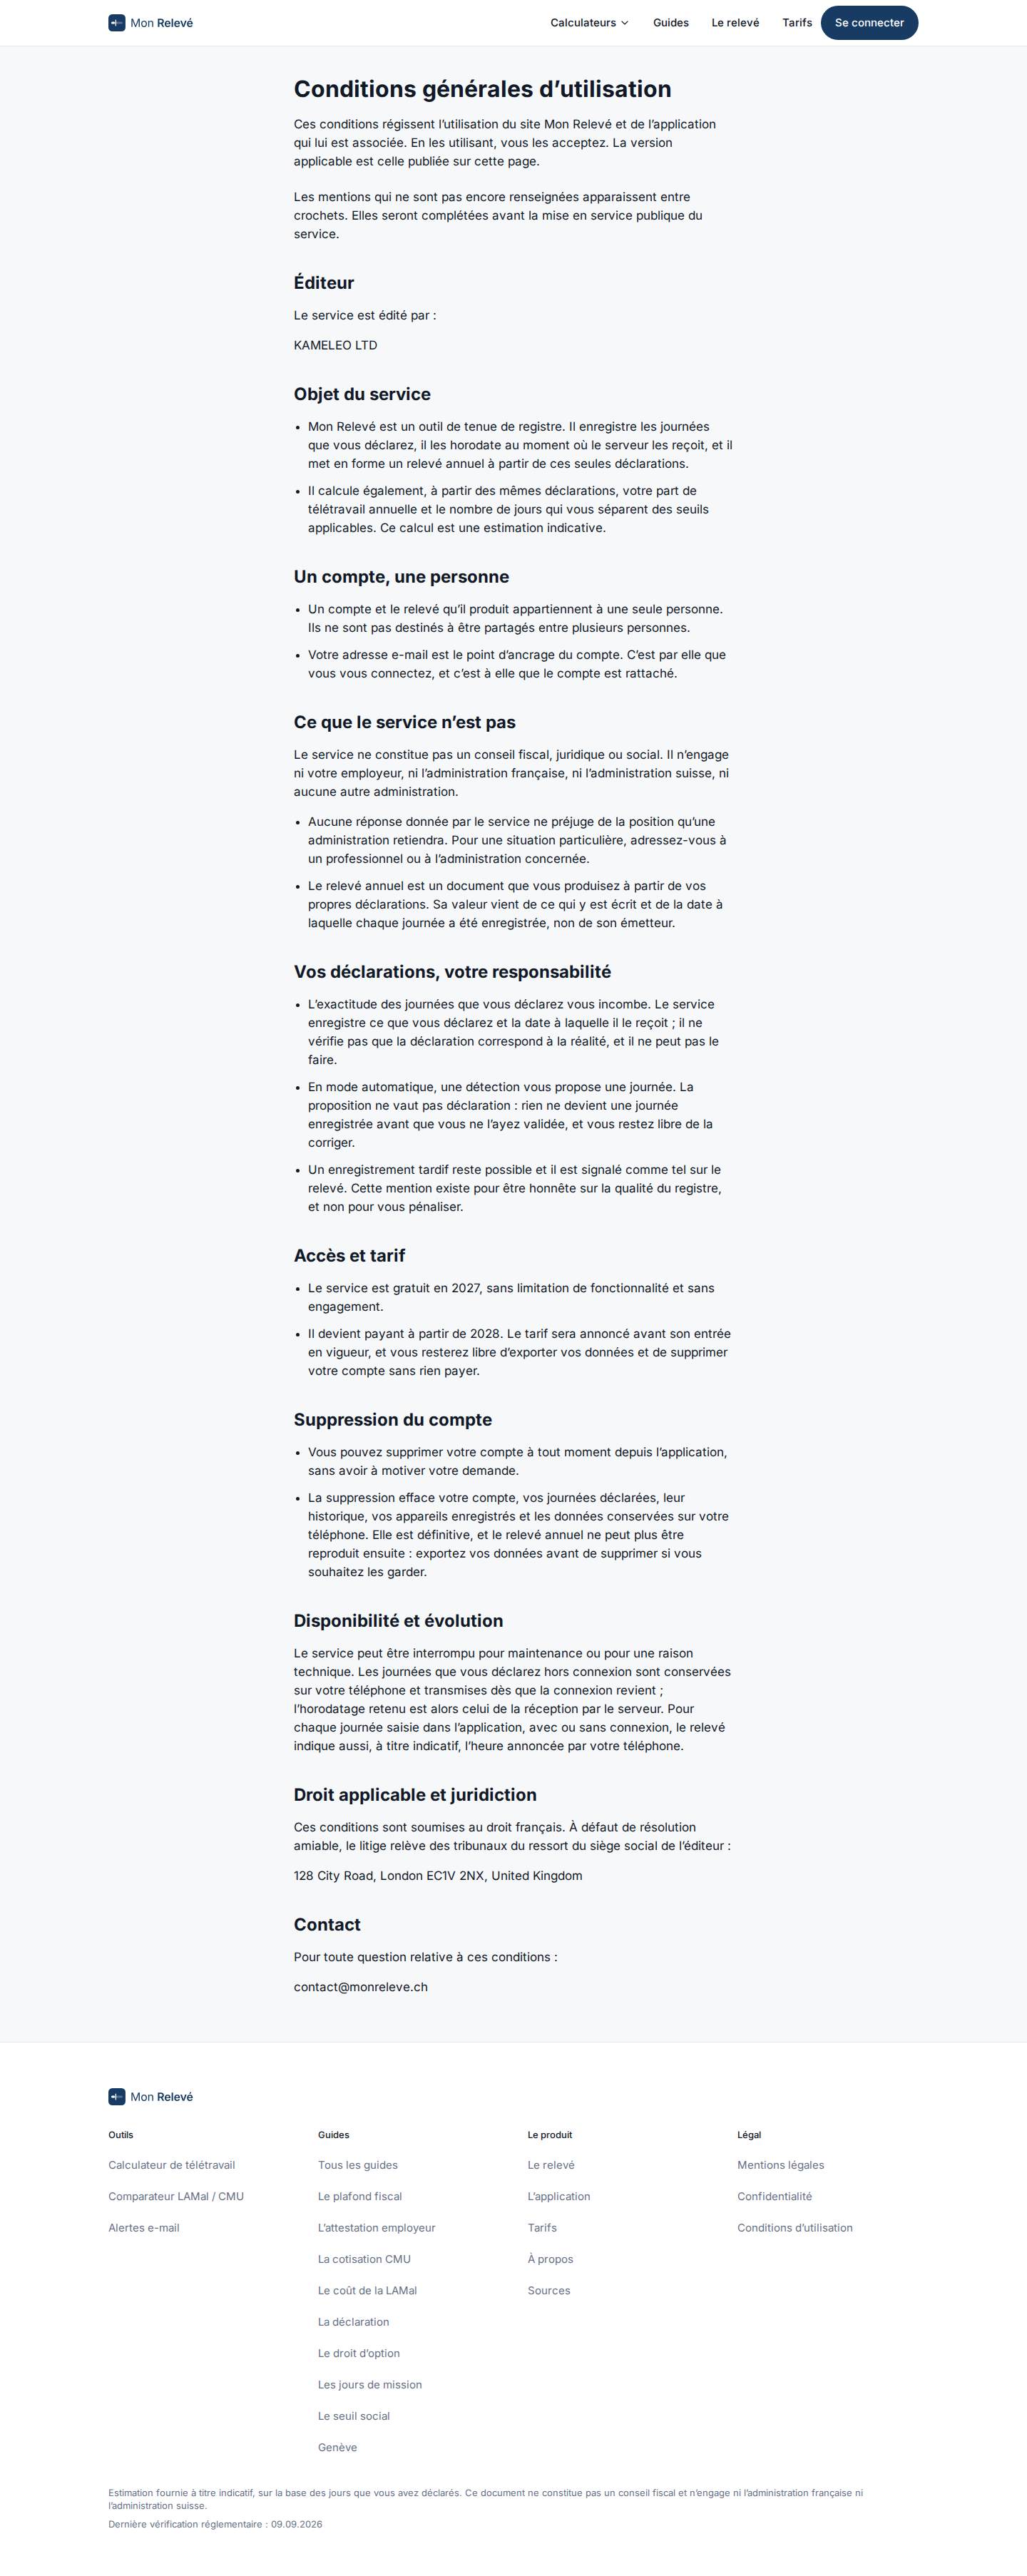 Mon Relevé
Calculateurs
Guides
Le relevé
Tarifs
Se connecter
Conditions générales d’utilisation
Ces conditions régissent l’utilisation du site Mon Relevé et de l’application
qui lui est associée. En les utilisant, vous les acceptez. La version
applicable est celle publiée sur cette page.
Les mentions qui ne sont pas encore renseignées apparaissent entre
crochets. Elles seront complétées avant la mise en service publique du
service.
Éditeur
Le service est édité par :
KAMELEO LTD
Objet du service
• Mon Relevé est un outil de tenue de registre. Il enregistre les journées
que vous déclarez, il les horodate au moment où le serveur les reçoit, et il
met en forme un relevé annuel à partir de ces seules déclarations.
• Il calcule également, à partir des mêmes déclarations, votre part de
télétravail annuelle et le nombre de jours qui vous séparent des seuils
applicables. Ce calcul est une estimation indicative.
Un compte, une personne
• Un compte et le relevé qu’il produit appartiennent à une seule personne.
Ils ne sont pas destinés à être partagés entre plusieurs personnes.
• Votre adresse e-mail est le point d’ancrage du compte. C’est par elle que
vous vous connectez, et c’est à elle que le compte est rattaché.
Ce que le service n’est pas
Le service ne constitue pas un conseil fiscal, juridique ou social. Il n’engage
ni votre employeur, ni l’administration française, ni l’administration suisse, ni
aucune autre administration.
• Aucune réponse donnée par le service ne préjuge de la position qu’une
administration retiendra. Pour une situation particulière, adressez-vous à
un professionnel ou à l’administration concernée.
• Le relevé annuel est un document que vous produisez à partir de vos
propres déclarations. Sa valeur vient de ce qui y est écrit et de la date à
laquelle chaque journée a été enregistrée, non de son émetteur.
Vos déclarations, votre responsabilité
• L’exactitude des journées que vous déclarez vous incombe. Le service
enregistre ce que vous déclarez et la date à laquelle il le reçoit ; il ne
vérifie pas que la déclaration correspond à la réalité, et il ne peut pas le
faire.
• En mode automatique, une détection vous propose une journée. La
proposition ne vaut pas déclaration : rien ne devient une journée
enregistrée avant que vous ne l’ayez validée, et vous restez libre de la
corriger.
• Un enregistrement tardif reste possible et il est signalé comme tel sur le
relevé. Cette mention existe pour être honnête sur la qualité du registre,
et non pour vous pénaliser.
Accès et tarif
• Le service est gratuit en 2027, sans limitation de fonctionnalité et sans
engagement.
• Il devient payant à partir de 2028. Le tarif sera annoncé avant son entrée
en vigueur, et vous resterez libre d’exporter vos données et de supprimer
votre compte sans rien payer.
Suppression du compte
• Vous pouvez supprimer votre compte à tout moment depuis l’application,
sans avoir à motiver votre demande.
• La suppression efface votre compte, vos journées déclarées, leur
historique, vos appareils enregistrés et les données conservées sur votre
téléphone. Elle est définitive, et le relevé annuel ne peut plus être
reproduit ensuite : exportez vos données avant de supprimer si vous
souhaitez les garder.
Disponibilité et évolution
Le service peut être interrompu pour maintenance ou pour une raison
technique. Les journées que vous déclarez hors connexion sont conservées
sur votre téléphone et transmises dès que la connexion revient ;
l’horodatage retenu est alors celui de la réception par le serveur. Pour
chaque journée saisie dans l’application, avec ou sans connexion, le relevé
indique aussi, à titre indicatif, l’heure annoncée par votre téléphone.
Droit applicable et juridiction
Ces conditions sont soumises au droit français. À défaut de résolution
amiable, le litige relève des tribunaux du ressort du siège social de l’éditeur :
128 City Road, London EC1V 2NX, United Kingdom
Contact
Pour toute question relative à ces conditions :
contact@monreleve.ch
Mon Relevé
Outils
Calculateur de télétravail
Comparateur LAMal / CMU
Alertes e-mail
Guides
Tous les guides
Le plafond fiscal
L’attestation employeur
La cotisation CMU
Le coût de la LAMal
La déclaration
Le droit d’option
Les jours de mission
Le seuil social
Genève
Le produit
Le relevé
L’application
Tarifs
À propos
Sources
Légal
Mentions légales
Confidentialité
Conditions d’utilisation
Estimation fournie à titre indicatif, sur la base des jours que vous avez déclarés. Ce document ne constitue pas un conseil fiscal et n’engage ni l’administration française ni
l’administration suisse.
Dernière vérification réglementaire : 09.09.2026